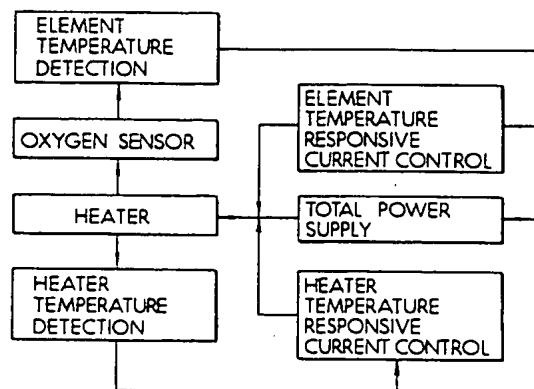 ELEMENT
TEMPERATURE
DETECTION
OXYGEN SENSOR
HEATER
HEATER
TEMPERATURE
DETECTION
ELEMENT
TEMPERATURE
RESPONSIVE
CURRENT CONTROL
TOTAL POWER
SUPPLY
HEATER
TEMPERATURE
RESPONSIVE
CURRENT CONTROL